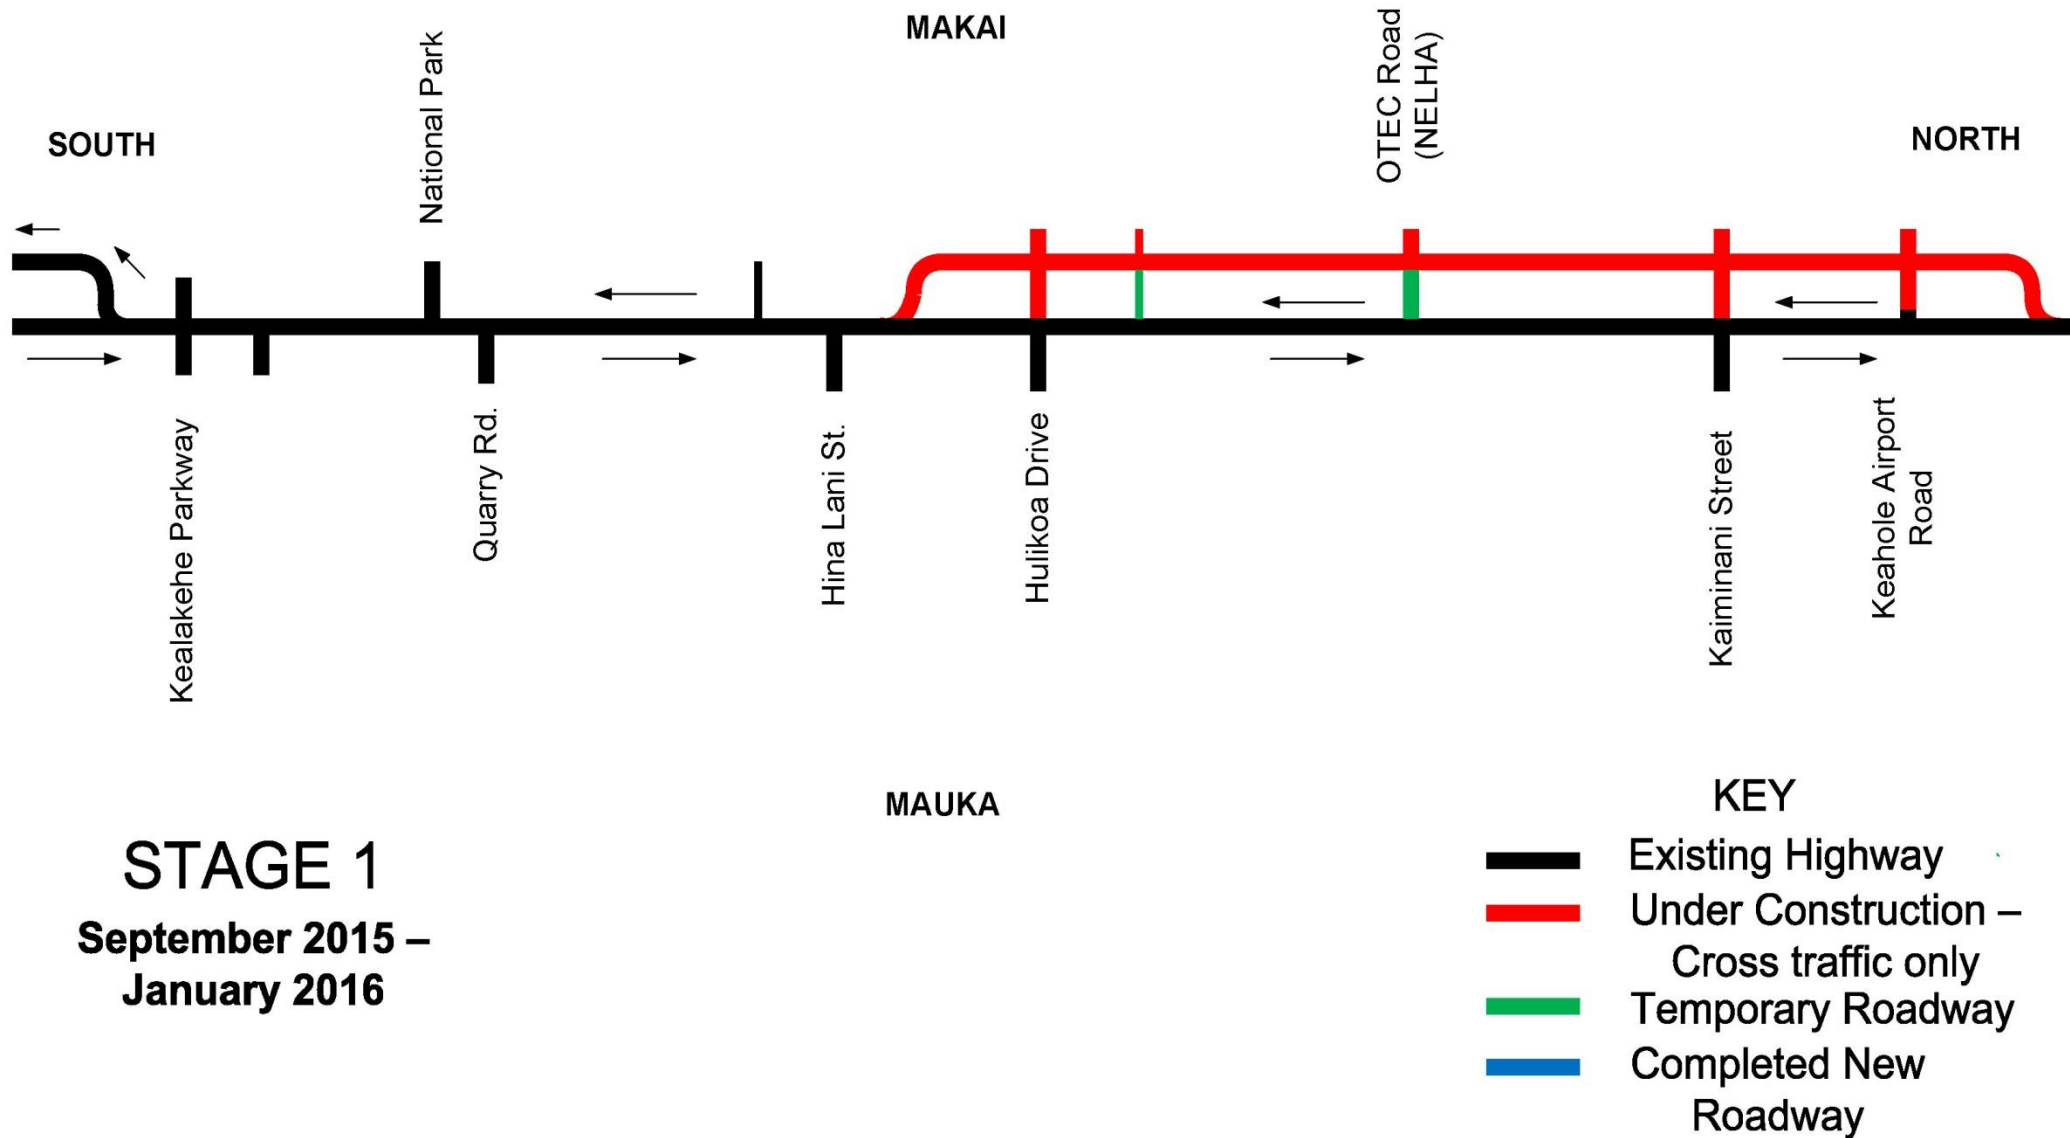 MAKAI
SOUTH
National Park
OTEC Road
(NELHA)
NORTH
Kealakehe Parkway
Quarry Rd.
Hina Lani St.
Hulikoa Drive
Kaiminani Street
Keahole Airport
Road
MAUKA
STAGE 1
September 2015 –
January 2016
KEY
Existing Highway
Under Construction –
Cross traffic only
Temporary Roadway
Completed New
Roadway